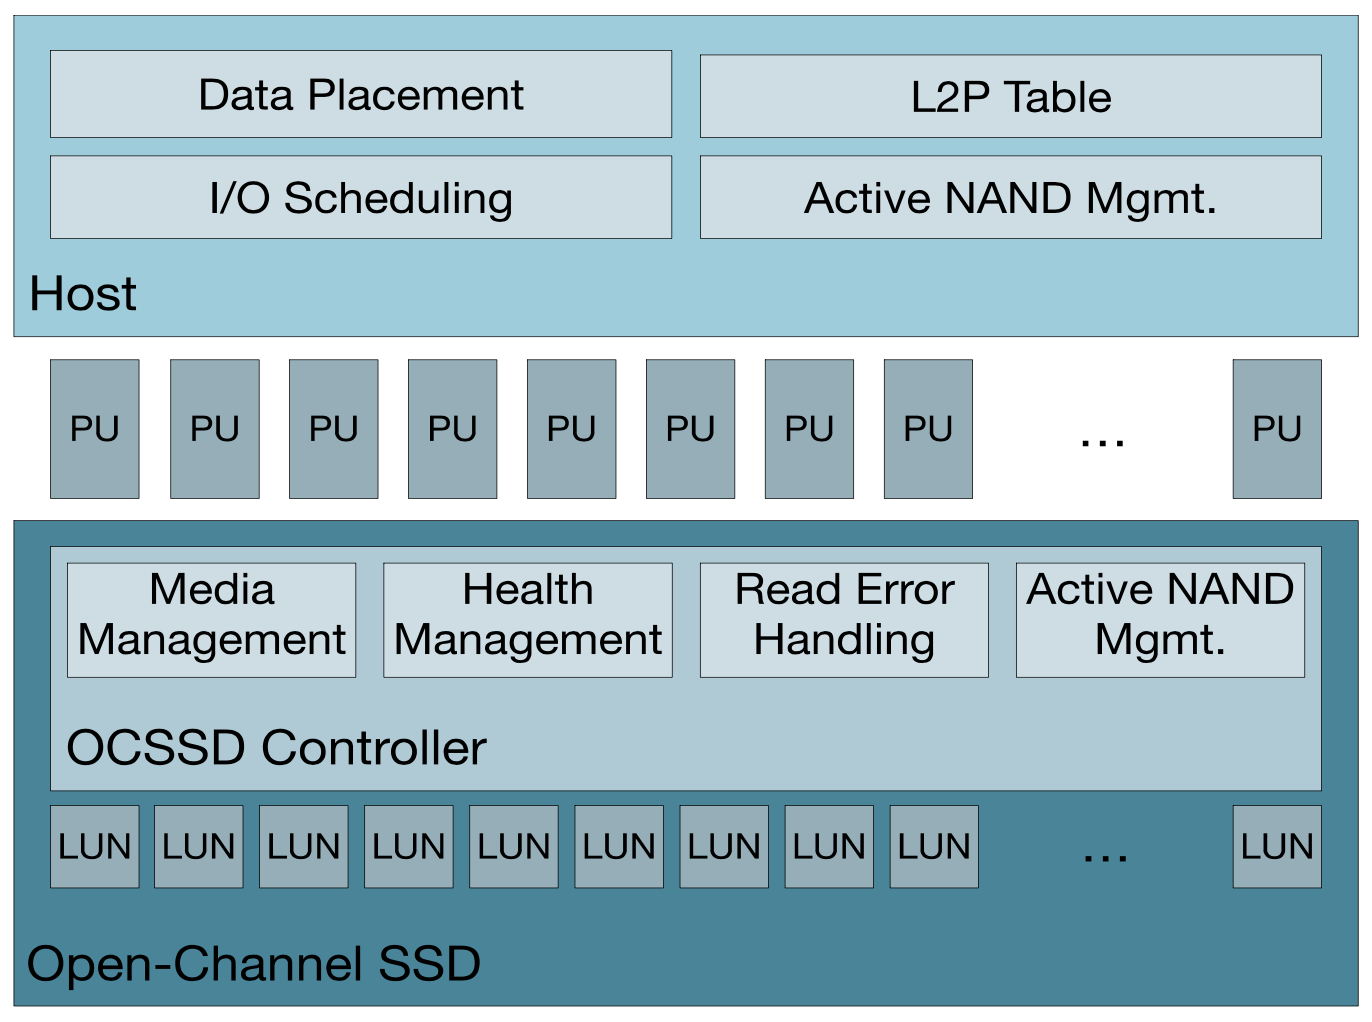 Data Placement
L2P Table
I/O Scheduling
Active NAND Mgmt.
Host
PU PU PU PU PU PU PU PU ... PU
Media
Management
Health
Management
Read Error
Handling
Active NAND
Mgmt.
OCSSD Controller
LUN LUN LUN LUN LUN LUN LUN LUN LUN ... LUN
Open-Channel SSD